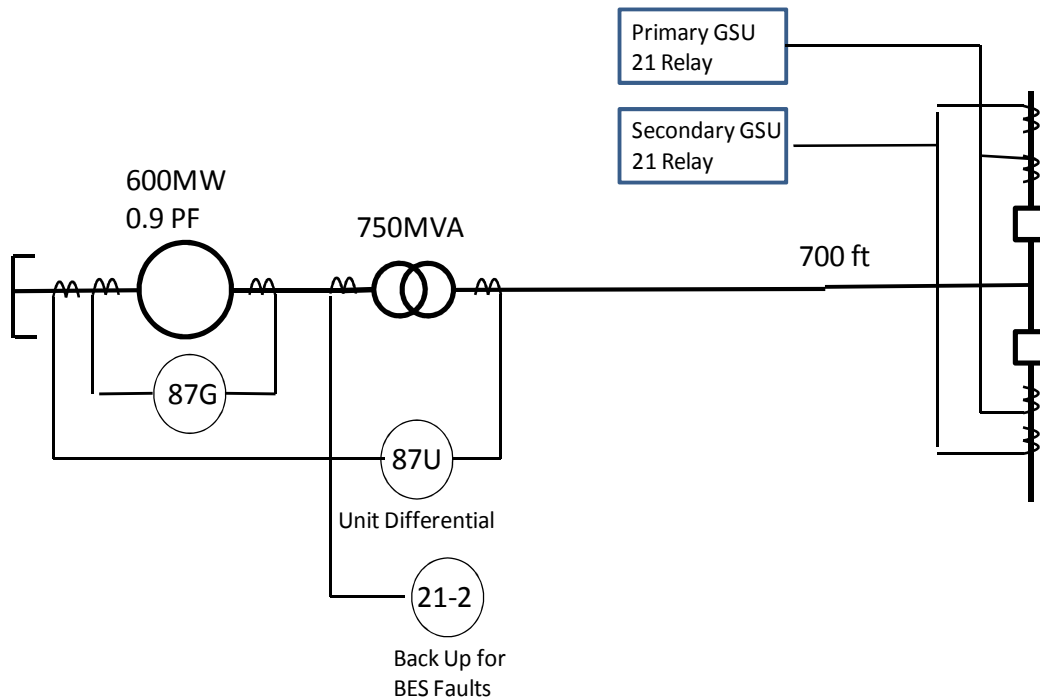 Primary GSU
21 Relay
Secondary GSU
21 Relay
600MW
0.9 PF
750MVA
700 ft
87G
87U
Unit Differential
21-2
Back Up for
BES Faults